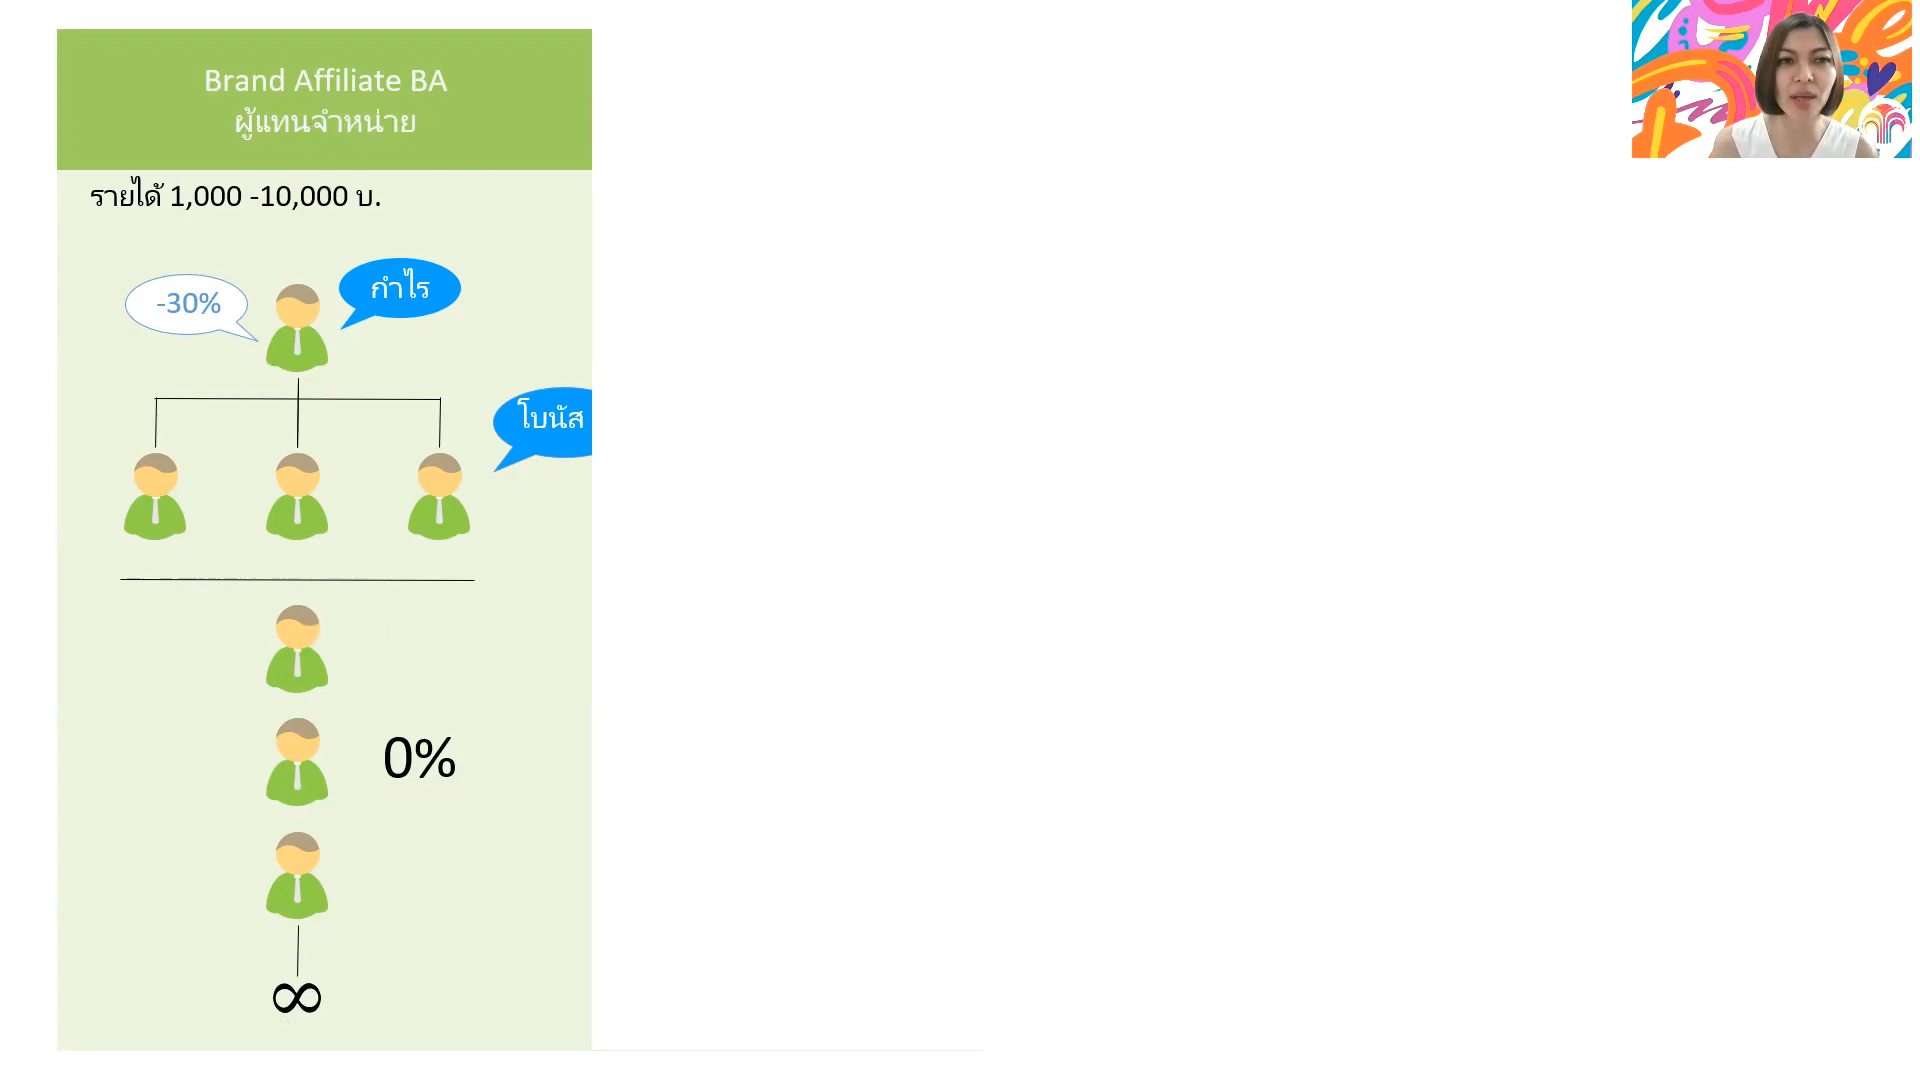 Brand Affiliate BA
ผู้แทนจำหน่าย
รายได้ 1,000 -10,000 บ.
-30%
กำไร
โบนัส
0%
∞